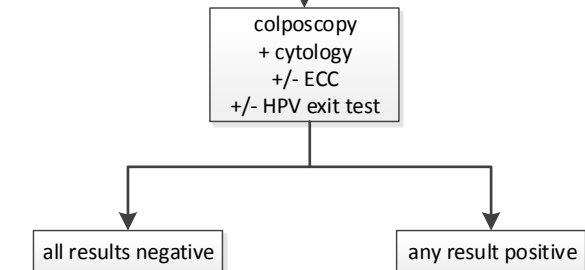 colposcopy
+ cytology
+/- ECC
+/- HPV exit test
all results negative
any result positive